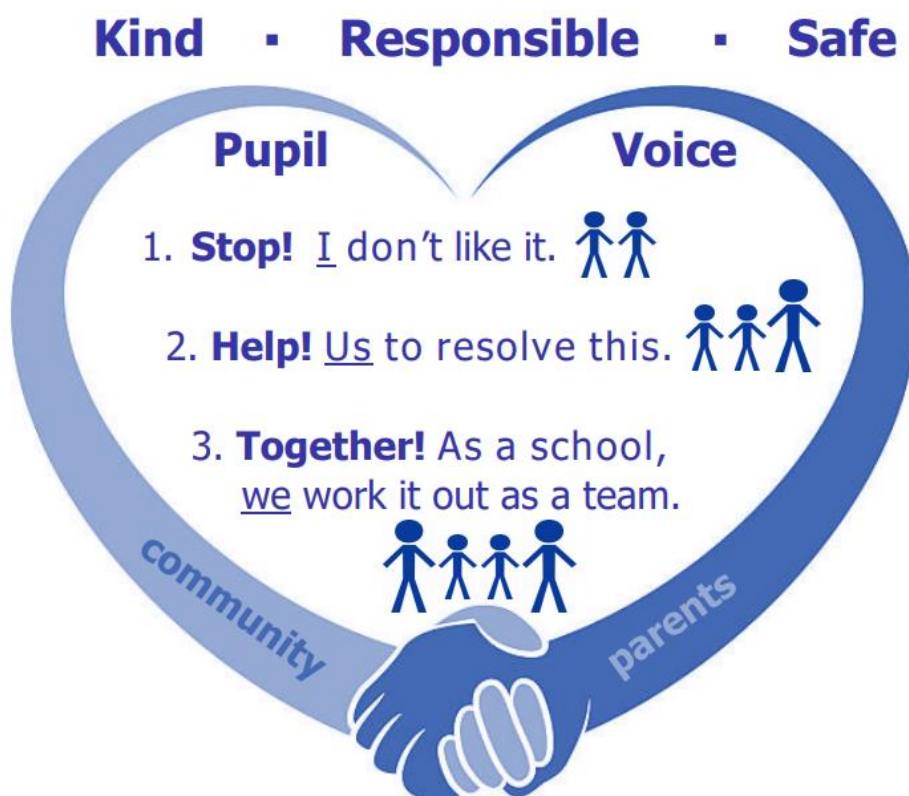 Kind ▪ Responsible ▪ Safe
Pupil Voice
1. Stop! I don't like it.
2. Help! Us to resolve this.
3. Together! As a school,
we work it out as a team.
community
parents